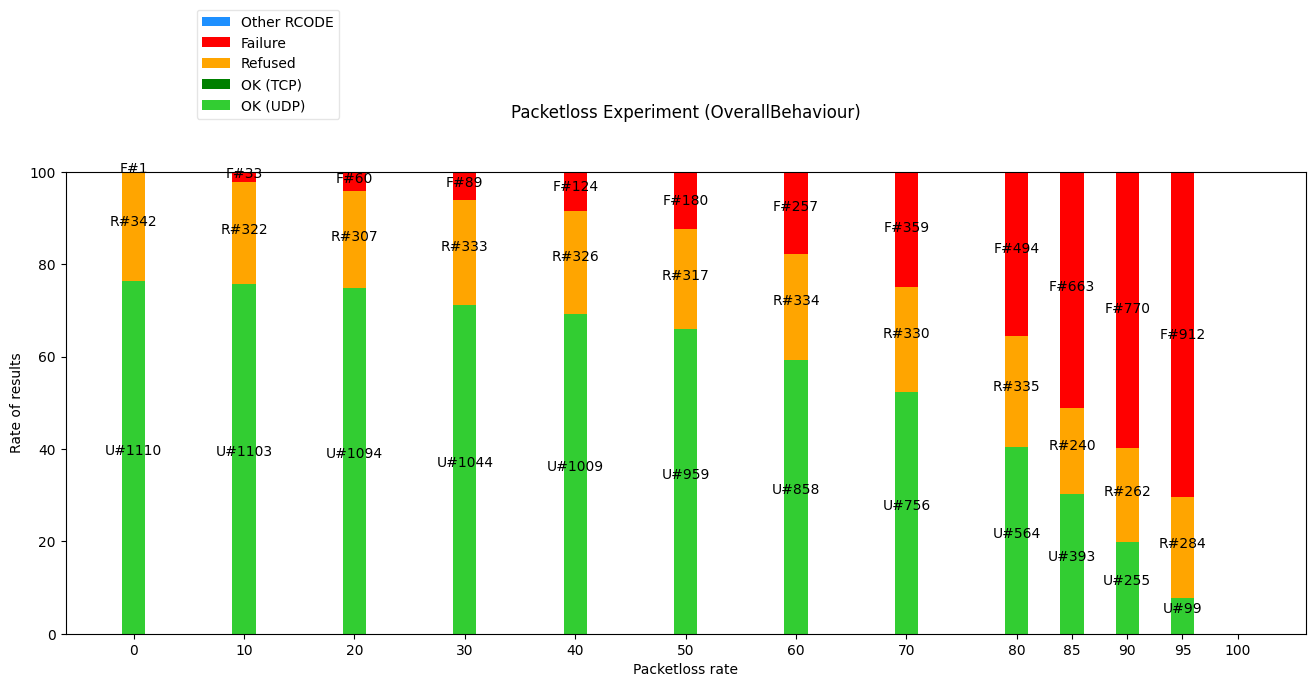 Other RCODE
Failure
Refused
OK (TCP)
OK (UDP)
Packetloss Experiment (OverallBehaviour)
Rate of results
100
80
60
40
20
0
F#1
F#33
F#60
F#89
F#124
F#180
F#257
F#359
F#494
F#663
F#770
F#912
R#342
R#322
R#307
R#333
R#326
R#317
R#334
R#330
R#335
R#240
R#262
R#284
U#1110
U#1103
U#1094
U#1044
U#1009
U#959
U#858
U#756
U#564
U#393
U#255
U#99
0
10
20
30
40
50
60
70
80
85
90
95
100
Packetloss rate